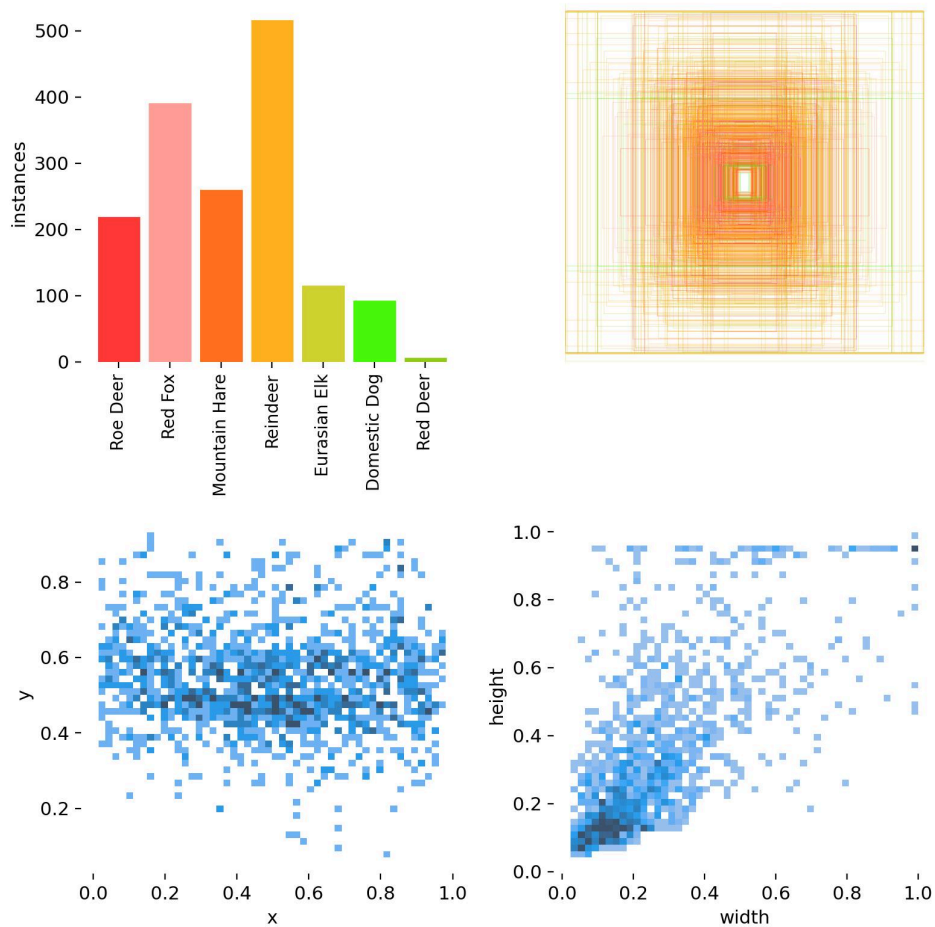 500
400
300
200
100
0
instances
Roe Deer
Red Fox
Mountain Hare
Reindeer
Eurasian Elk
Domestic Dog
Red Deer
0.8
0.6
0.4
0.2
y
0.0 0.2 0.4 0.6 0.8 1.0
x
1.0
0.8
0.6
0.4
0.2
0.0
height
0.0 0.2 0.4 0.6 0.8 1.0
width